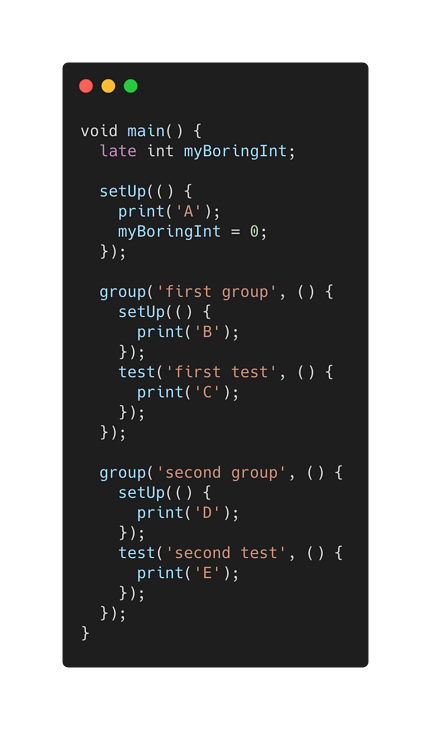 void main() {
  late int myBoringInt;

  setUp(() {
    print('A');
    myBoringInt = 0;
  });

  group('first group', () {
    setUp(() {
      print('B');
    });
    test('first test', () {
      print('C');
    });
  });

  group('second group', () {
    setUp(() {
      print('D');
    });
    test('second test', () {
      print('E');
    });
  });
}